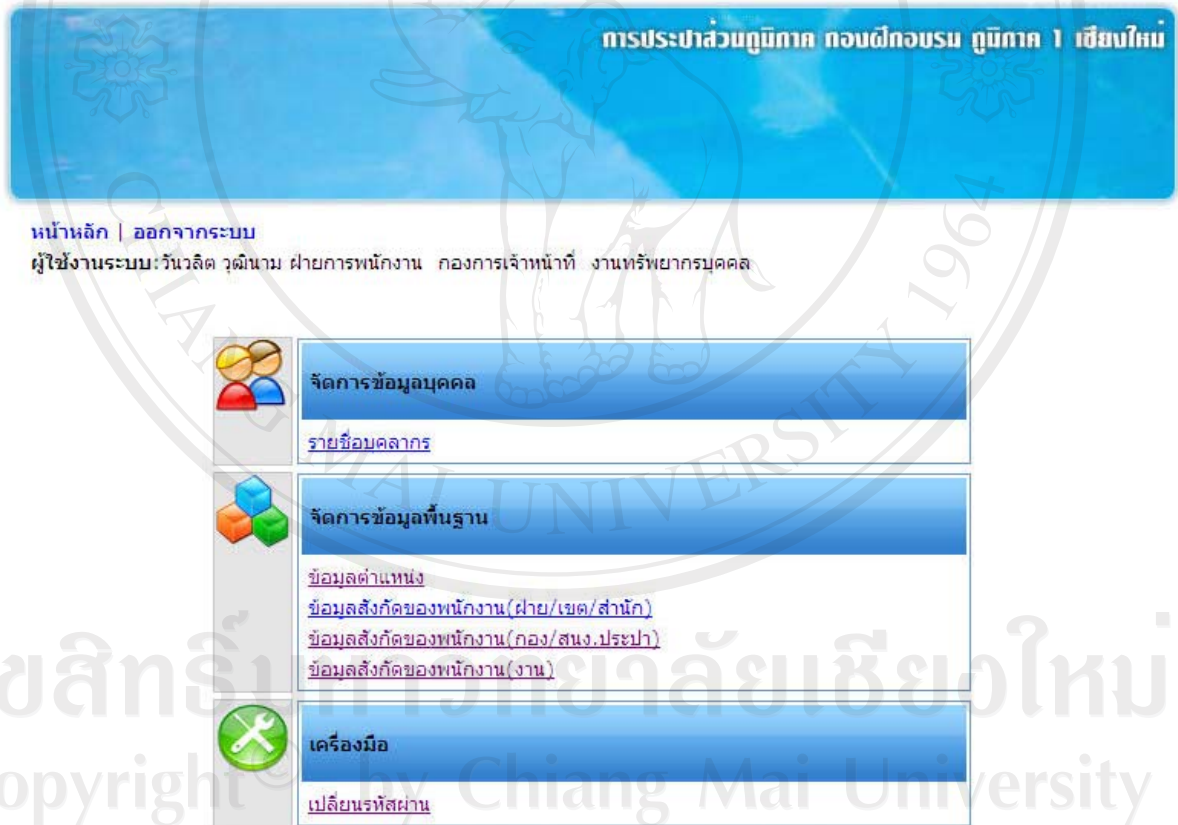 การประปาส่วนภูมิภาค กองฝึกอบรม ภูมิภาค 1 เชียงใหม่
หน้าหลัก | ออกจากระบบ
ผู้ใช้งานระบบ:วันวลิต วุฒินาม ฝ่ายการพนักงาน กองการเจ้าหน้าที่ งานทรัพยากรบุคคล
จัดการข้อมูลบุคคล
รายชื่อบุคลากร
จัดการข้อมูลพื้นฐาน
ข้อมูลตำแหน่ง
ข้อมูลสังกัดของพนักงาน(ฝ่าย/เขต/สำนัก)
ข้อมูลสังกัดของพนักงาน(กอง/สนง.ประปา)
ข้อมูลสังกัดของพนักงาน(งาน)
เครื่องมือ
เปลี่ยนรหัสผ่าน
CHIANG MAI UNIVERSITY 1964
ขสิทธิ์มหาวิทยาลัยเชียงใหม่
opyright© by Chiang Mai University